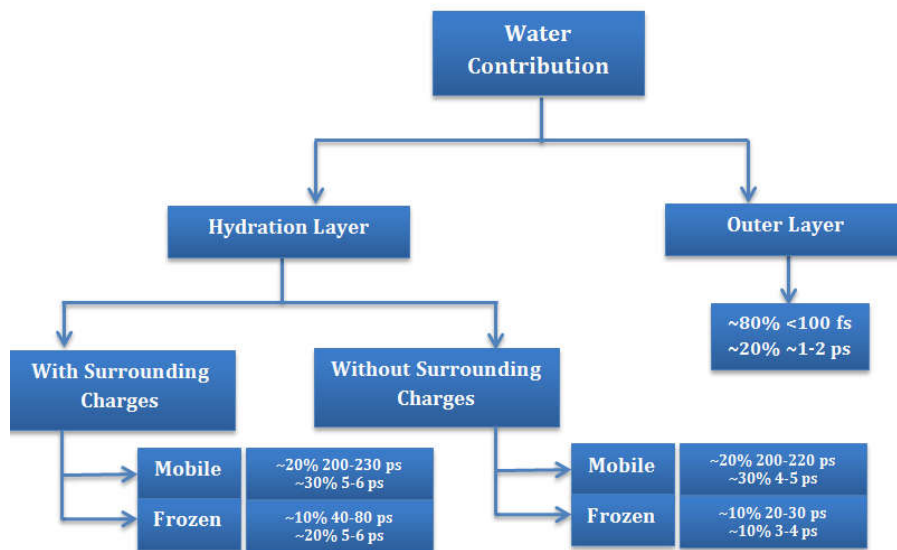 Water
Contribution
Hydration Layer
Outer Layer
~80% <100 fs
~20% ~1-2 ps
With Surrounding
Charges
Without Surrounding
Charges
Mobile
~20% 200-230 ps
~30% 5-6 ps
Frozen
~10% 40-80 ps
~20% 5-6 ps
Mobile
~20% 200-220 ps
~30% 4-5 ps
Frozen
~10% 20-30 ps
~10% 3-4 ps